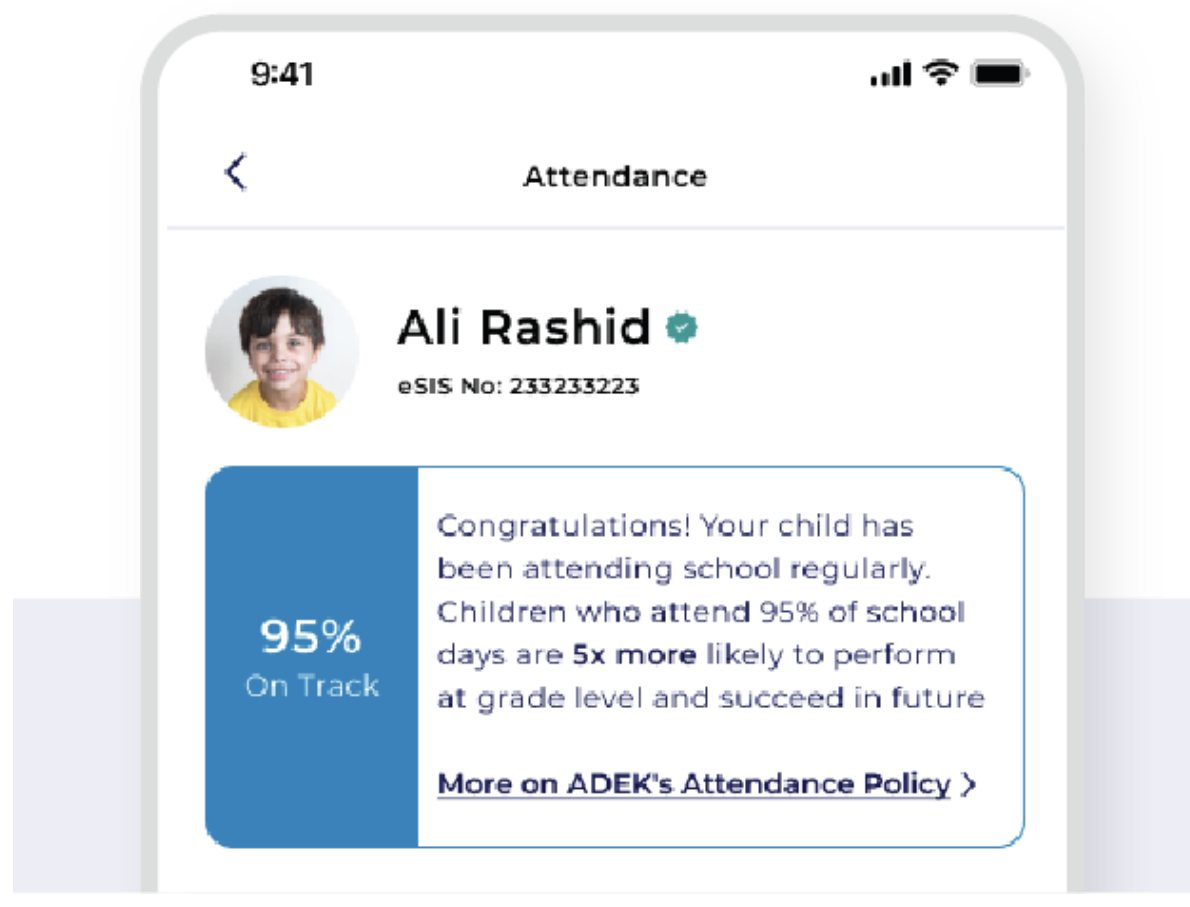 9:41
Attendance
Ali Rashid
eSIS No: 233233223
95%
On Track
Congratulations! Your child has
been attending school regularly.
Children who attend 95% of school
days are 5x more likely to perform
at grade level and succeed in future
More on ADEK's Attendance Policy >